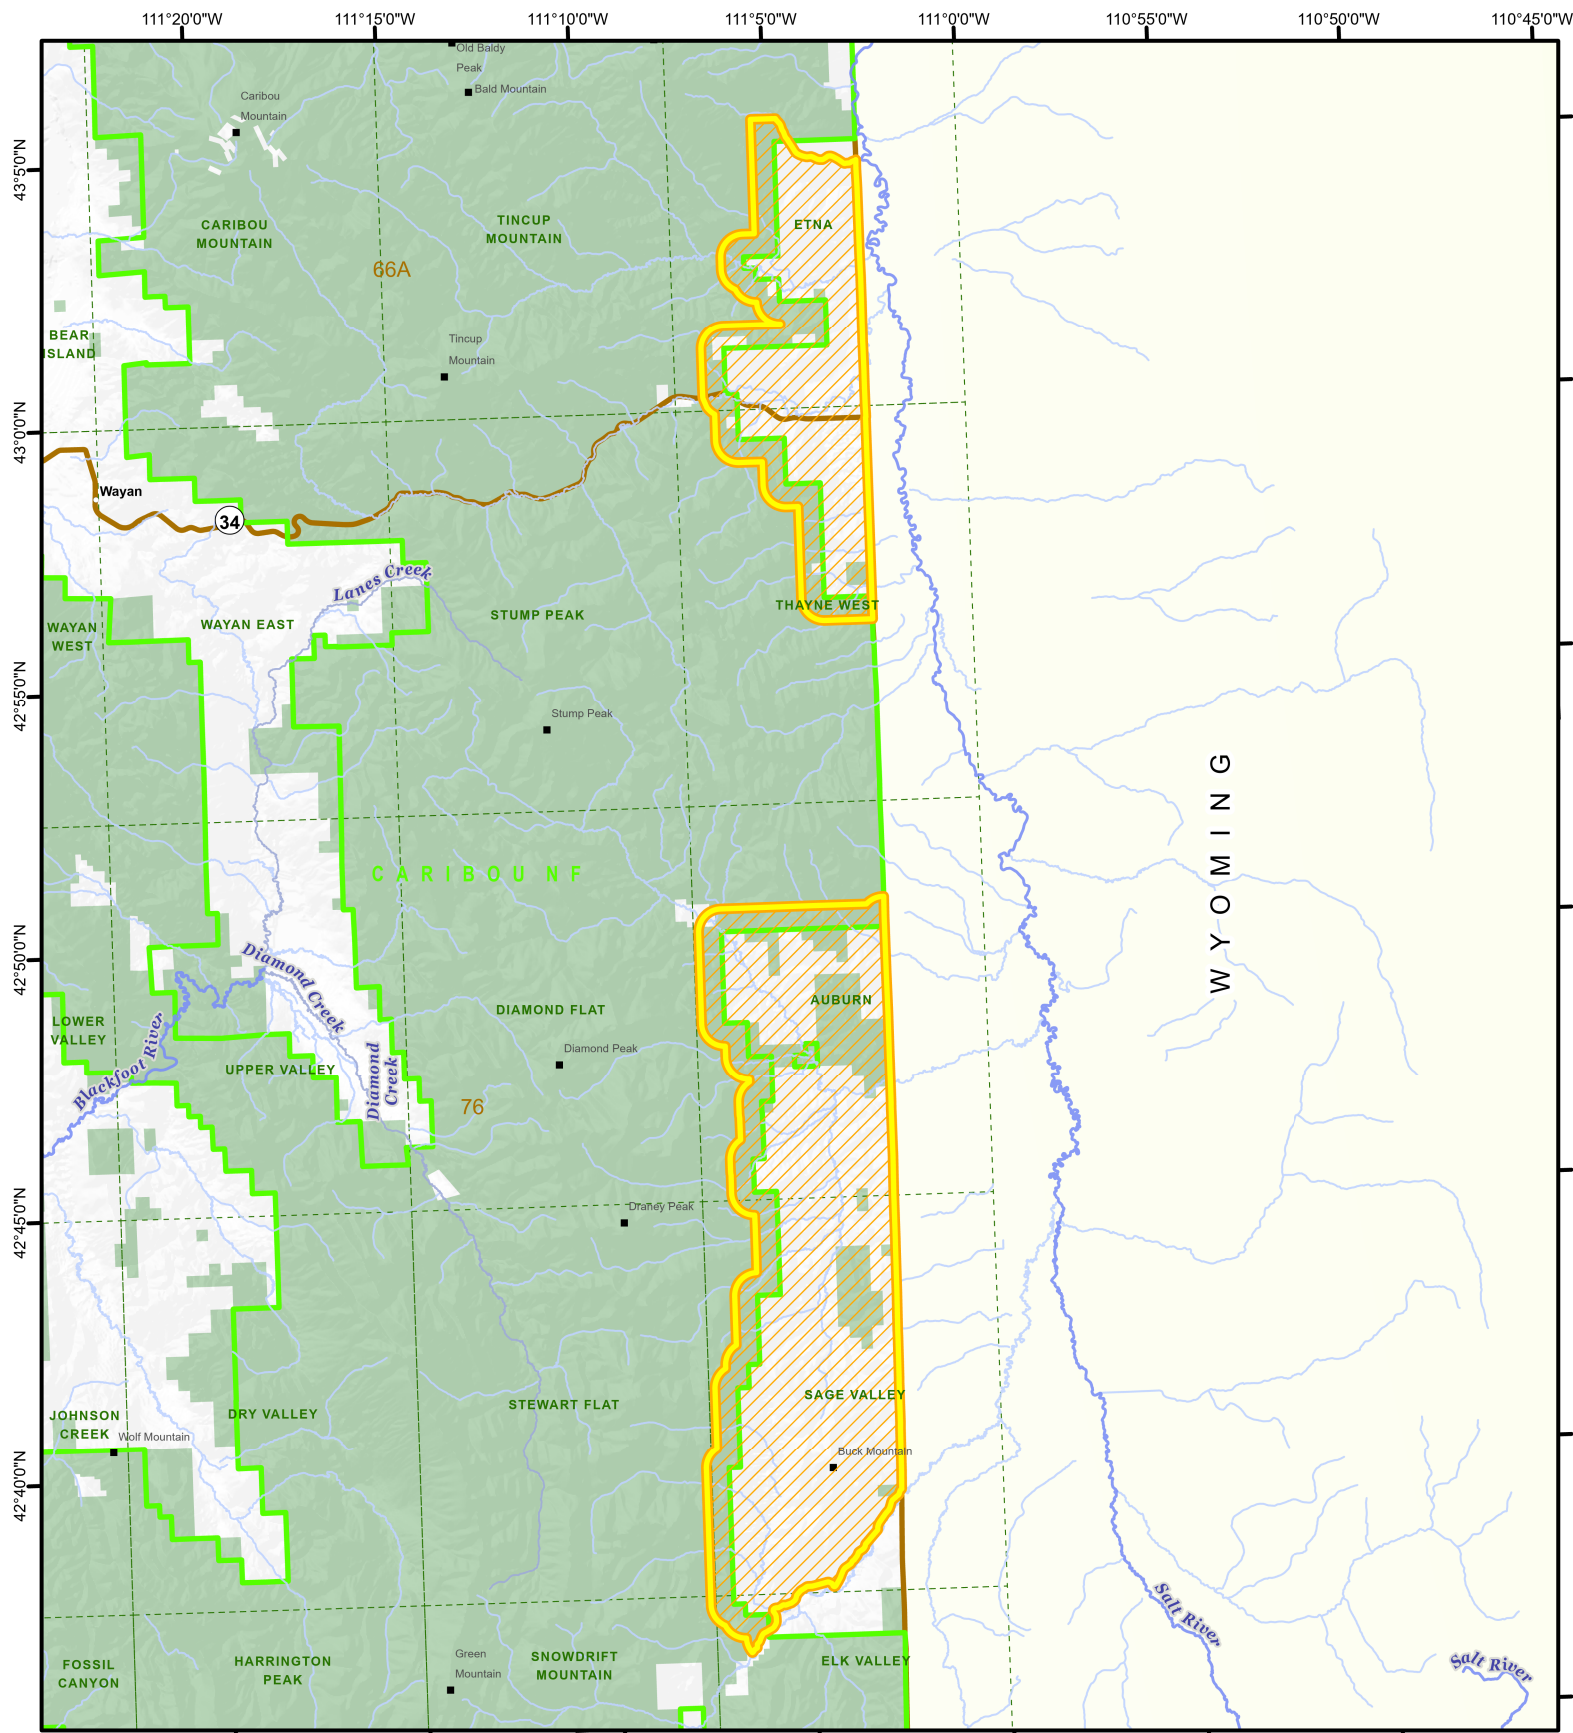 111°20'0"W
111°15'0"W
111°10'0"W
111°5'0"W
111°0'0"W
110°55'0"W
110°50'0"W
110°45'0"W
Old Baldy
Peak
Bald Mountain
Caribou
Mountain
43°5'0"N
CARIBOU
MOUNTAIN
TINCUP
MOUNTAIN
ETNA
66A
BEAR
ISLAND
Tincup
Mountain
43°0'0"N
Wayan
34
Lanes Creek
WAYAN
WEST
WAYAN EAST
STUMP PEAK
THAYNE WEST
42°55'0"N
Stump Peak
WYOMING
CARIBOU NF
42°50'0"N
Diamond Creek
AUBURN
DIAMOND FLAT
LOWER
VALLEY
Blackfoot River
UPPER VALLEY
Diamond
Creek
Diamond Peak
76
42°45'0"N
Draney Peak
SAGE VALLEY
STEWART FLAT
JOHNSON
CREEK
DRY VALLEY
Wolf Mountain
Buck Mountain
42°40'0"N
Salt River
Salt River
FOSSIL
CANYON
HARRINGTON
PEAK
Green
Mountain
SNOWDRIFT
MOUNTAIN
ELK VALLEY